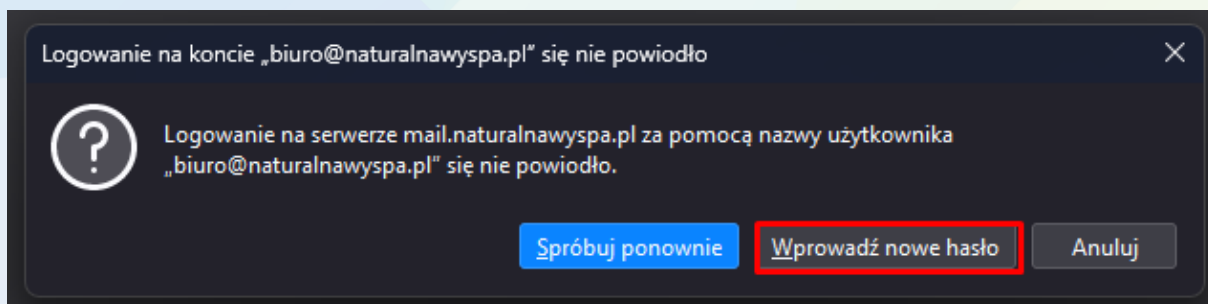 Logowanie na koncie „biuro@naturalnawyspa.pl” się nie powiodło
Logowanie na serwerze mail.naturalnawyspa.pl za pomocą nazwy użytkownika
„biuro@naturalnawyspa.pl” się nie powiodło.
Spróbuj ponownie Wprowadź nowe hasło Anuluj